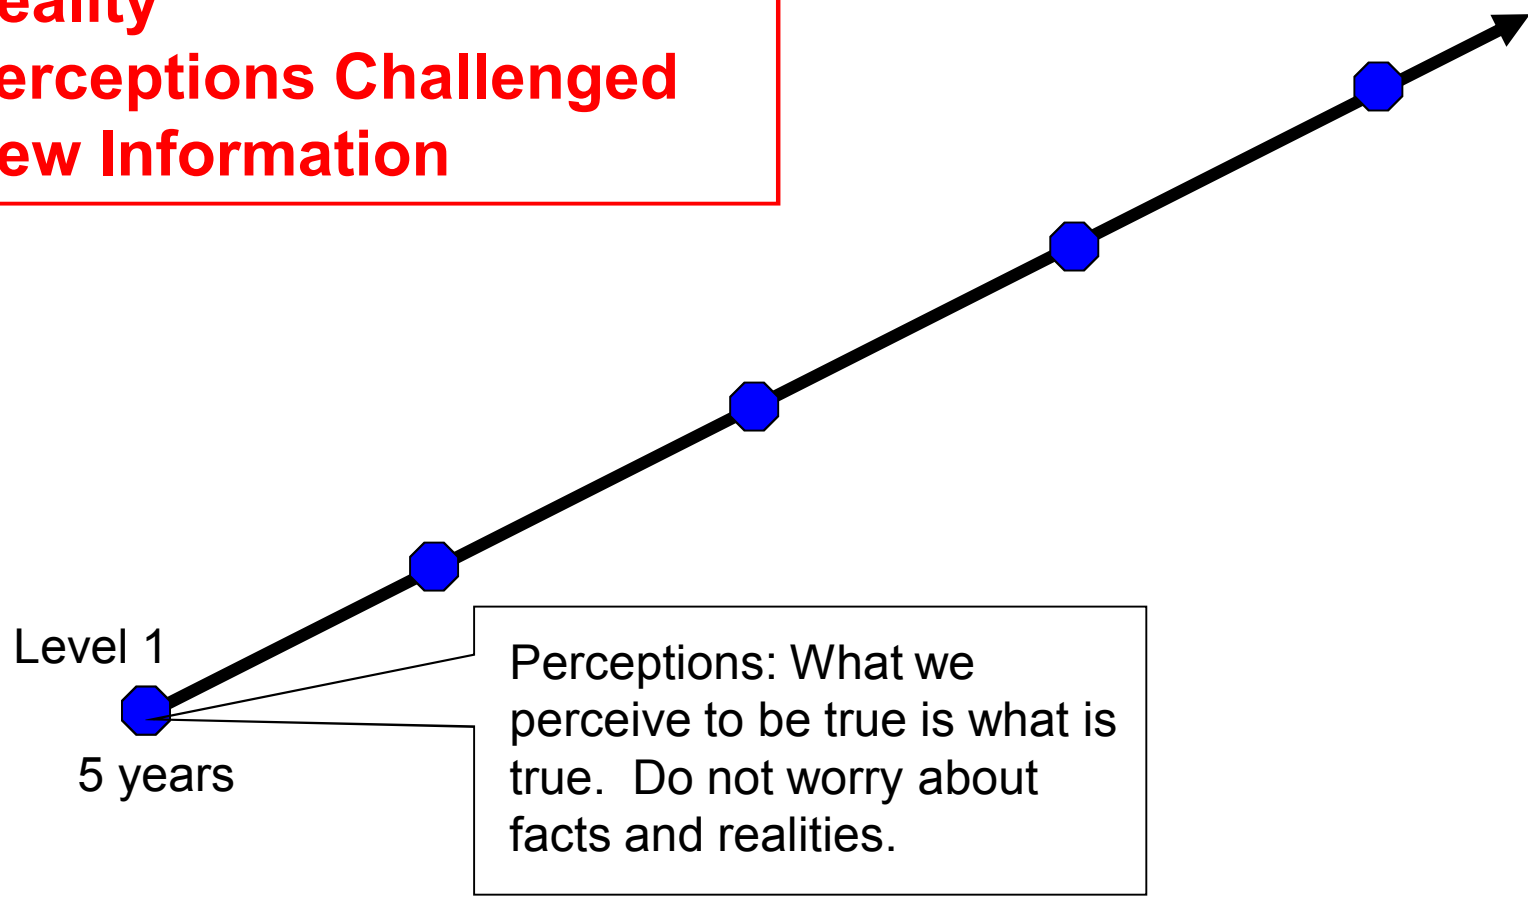 eality
erceptions Challenged
ew Information
Level 1
Perceptions: What we
perceive to be true is what is
true.  Do not worry about
facts and realities.
5 years